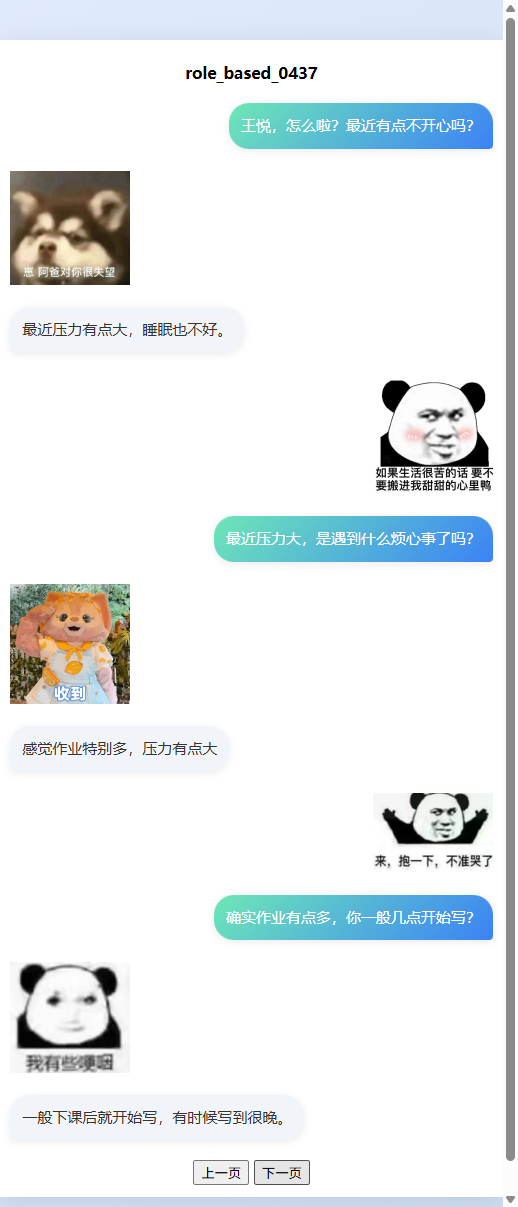 role_based_0437
王悦，怎么啦？最近有点不开心吗？
崽 阿爸对你很失望
最近压力有点大，睡眠也不好。
如果生活很苦的话 要不
要搬进我甜甜的心里鸭
最近压力大，是遇到什么烦心事了吗？
收到
感觉作业特别多，压力有点大
来，抱一下，不准哭了
确实作业有点多，你一般几点开始写？
我有些哽咽
一般下课后就开始写，有时候写到很晚。
上一页 下一页